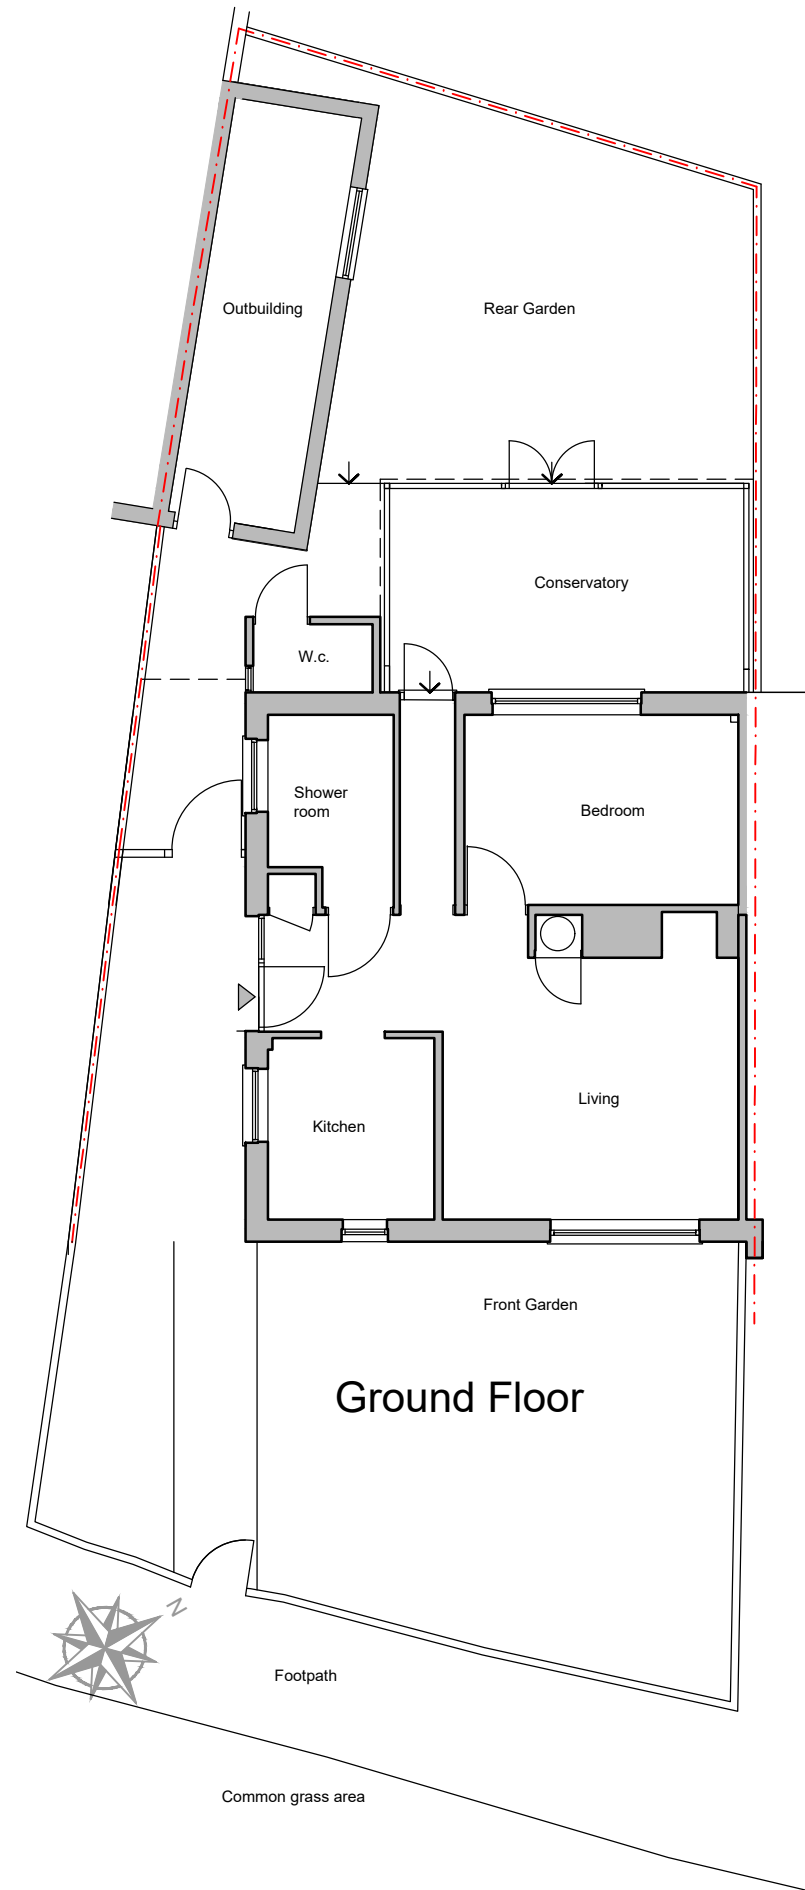 Outbuilding
Rear Garden
Conservatory
W.c.
Shower
room
Bedroom
Living
Kitchen
Front Garden
Ground Floor
N
Footpath
Common grass area